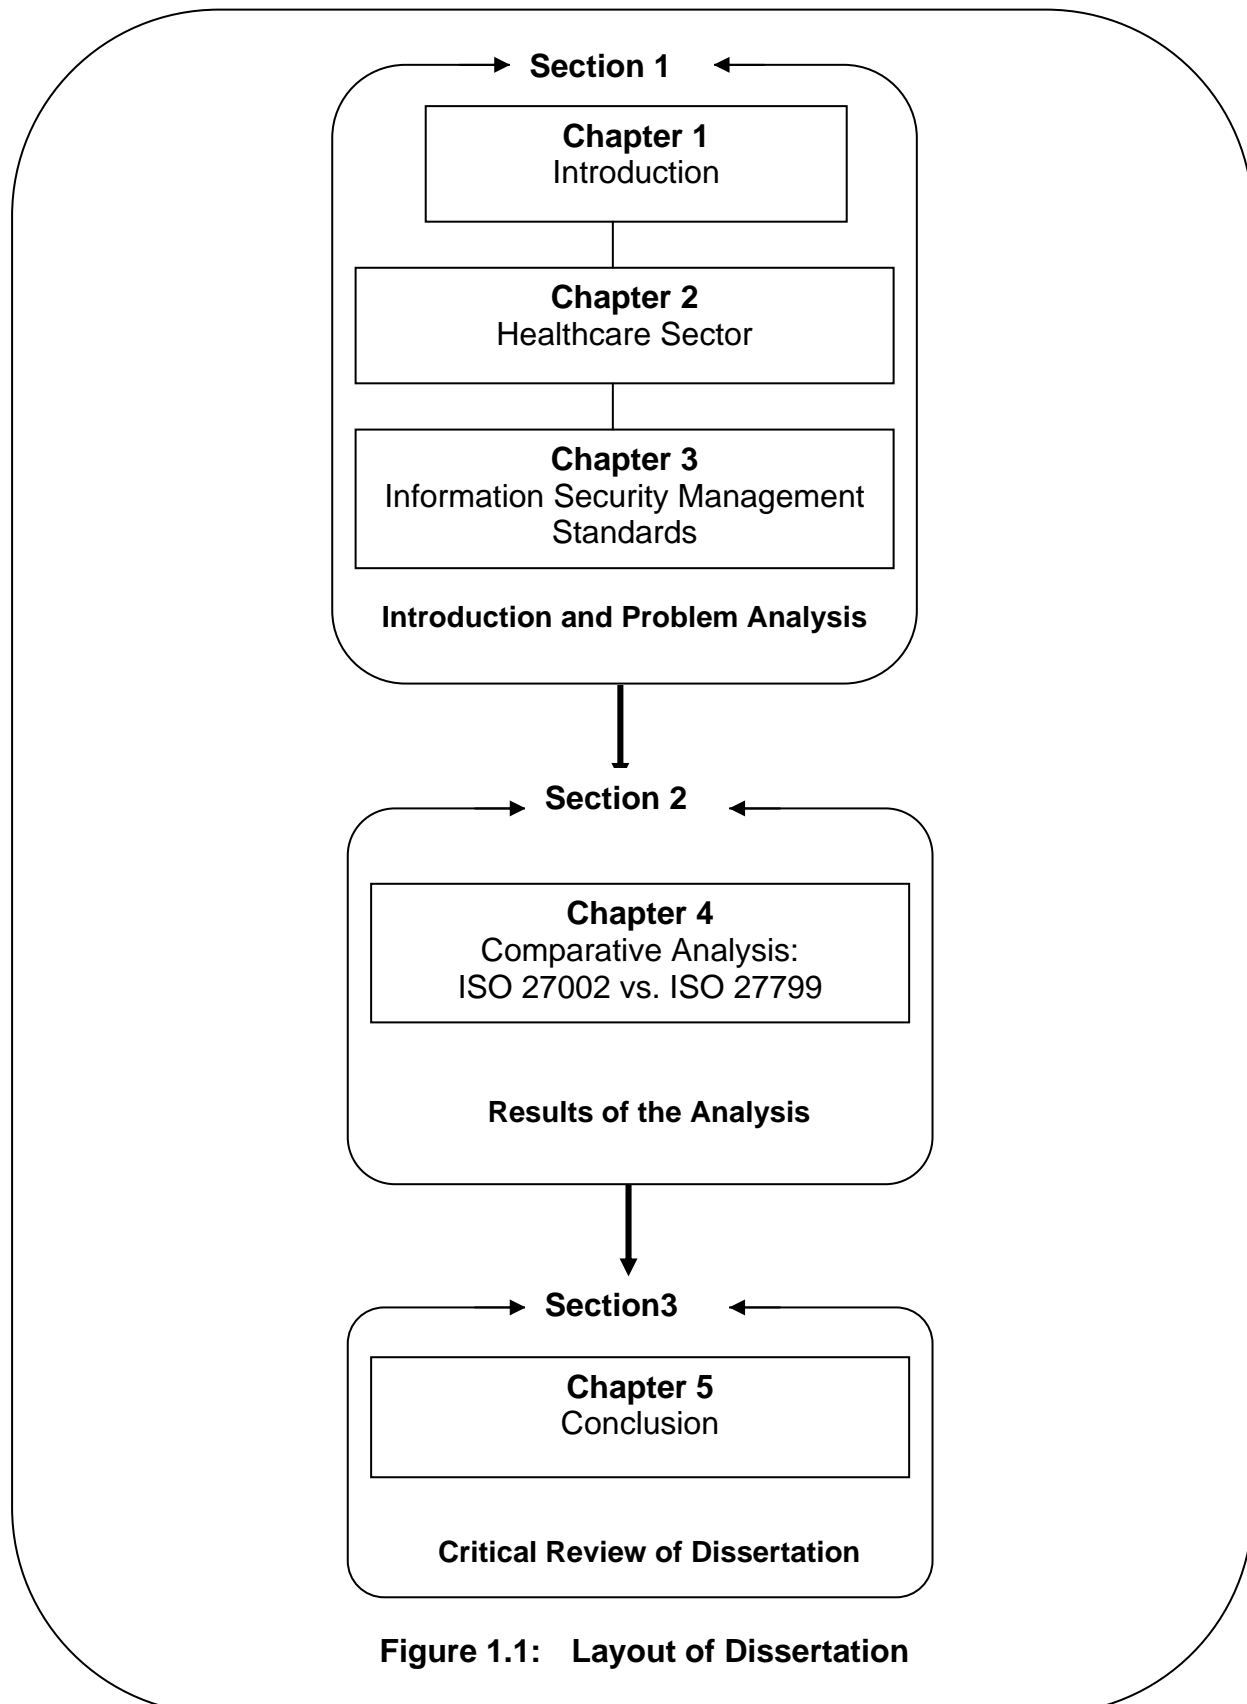 Section 1
Chapter 1
Introduction
Chapter 2
Healthcare Sector
Chapter 3
Information Security Management
Standards
Introduction and Problem Analysis
Section 2
Chapter 4
Comparative Analysis:
ISO 27002 vs. ISO 27799
Results of the Analysis
Section3
Chapter 5
Conclusion
Critical Review of Dissertation
Figure 1.1: Layout of Dissertation